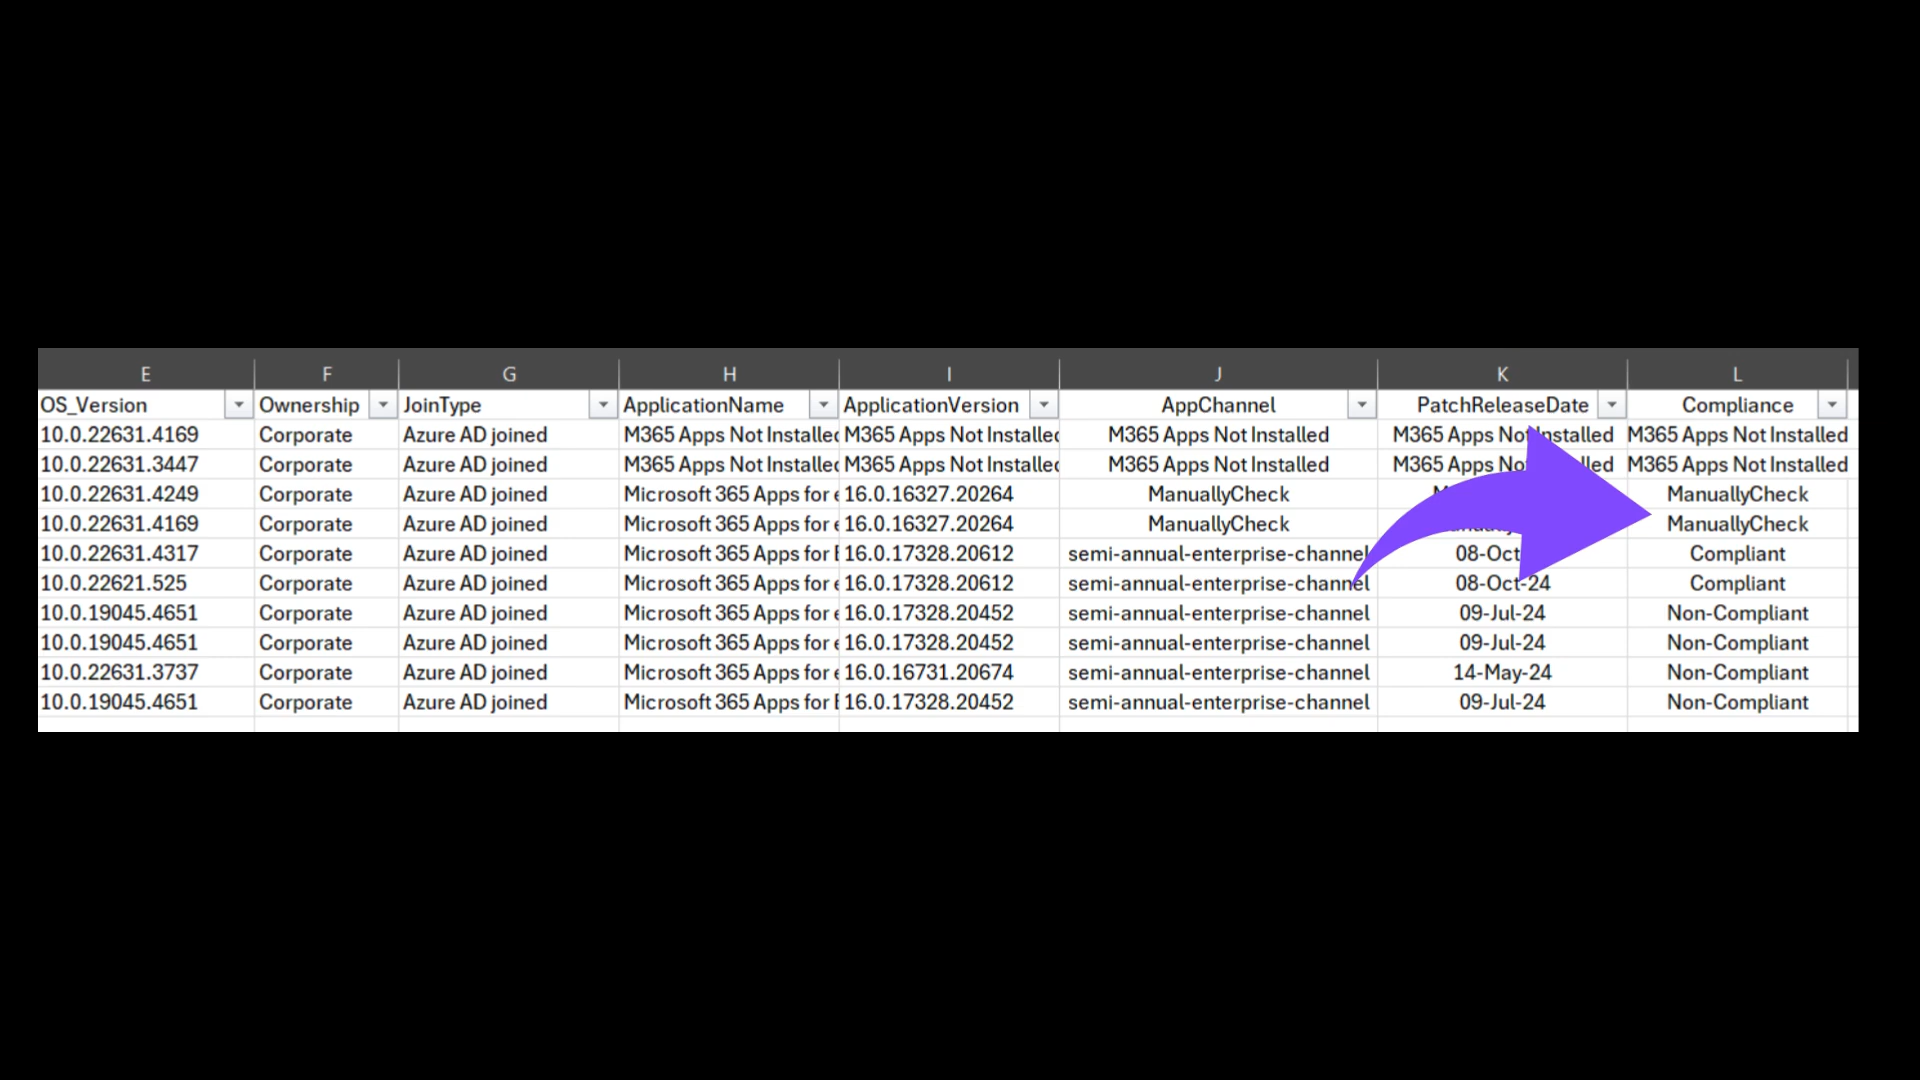 E F G H I J K L
OS_Version Ownership JoinType ApplicationName ApplicationVersion AppChannel PatchReleaseDate Compliance
10.0.22631.4169 Corporate Azure AD joined M365 Apps Not Installed M365 Apps Not Installed M365 Apps Not Installed M365 Apps Not Installed M365 Apps Not Installed
10.0.22631.3447 Corporate Azure AD joined M365 Apps Not Installed M365 Apps Not Installed M365 Apps Not Installed M365 Apps M365 Apps Not Installed
10.0.22631.4249 Corporate Azure AD joined Microsoft 365 Apps for e 16.0.16327.20264 ManuallyCheck ManuallyCheck
10.0.22631.4169 Corporate Azure AD joined Microsoft 365 Apps for e 16.0.16327.20264 ManuallyCheck ManuallyCheck
10.0.22631.4317 Corporate Azure AD joined Microsoft 365 Apps for 16.0.17328.20612 semi-annual-enterprise-channel 08-Oct Compliant
10.0.22621.525 Corporate Azure AD joined Microsoft 365 Apps for e 16.0.17328.20612 semi-annual-enterprise-channel 08-Oct-24 Compliant
10.0.19045.4651 Corporate Azure AD joined Microsoft 365 Apps for e 16.0.17328.20452 semi-annual-enterprise-channel 09-Jul-24 Non-Compliant
10.0.19045.4651 Corporate Azure AD joined Microsoft 365 Apps for e 16.0.17328.20452 semi-annual-enterprise-channel 09-Jul-24 Non-Compliant
10.0.22631.3737 Corporate Azure AD joined Microsoft 365 Apps for e 16.0.16731.20674 semi-annual-enterprise-channel 14-May-24 Non-Compliant
10.0.19045.4651 Corporate Azure AD joined Microsoft 365 Apps for 16.0.17328.20452 semi-annual-enterprise-channel 09-Jul-24 Non-Compliant